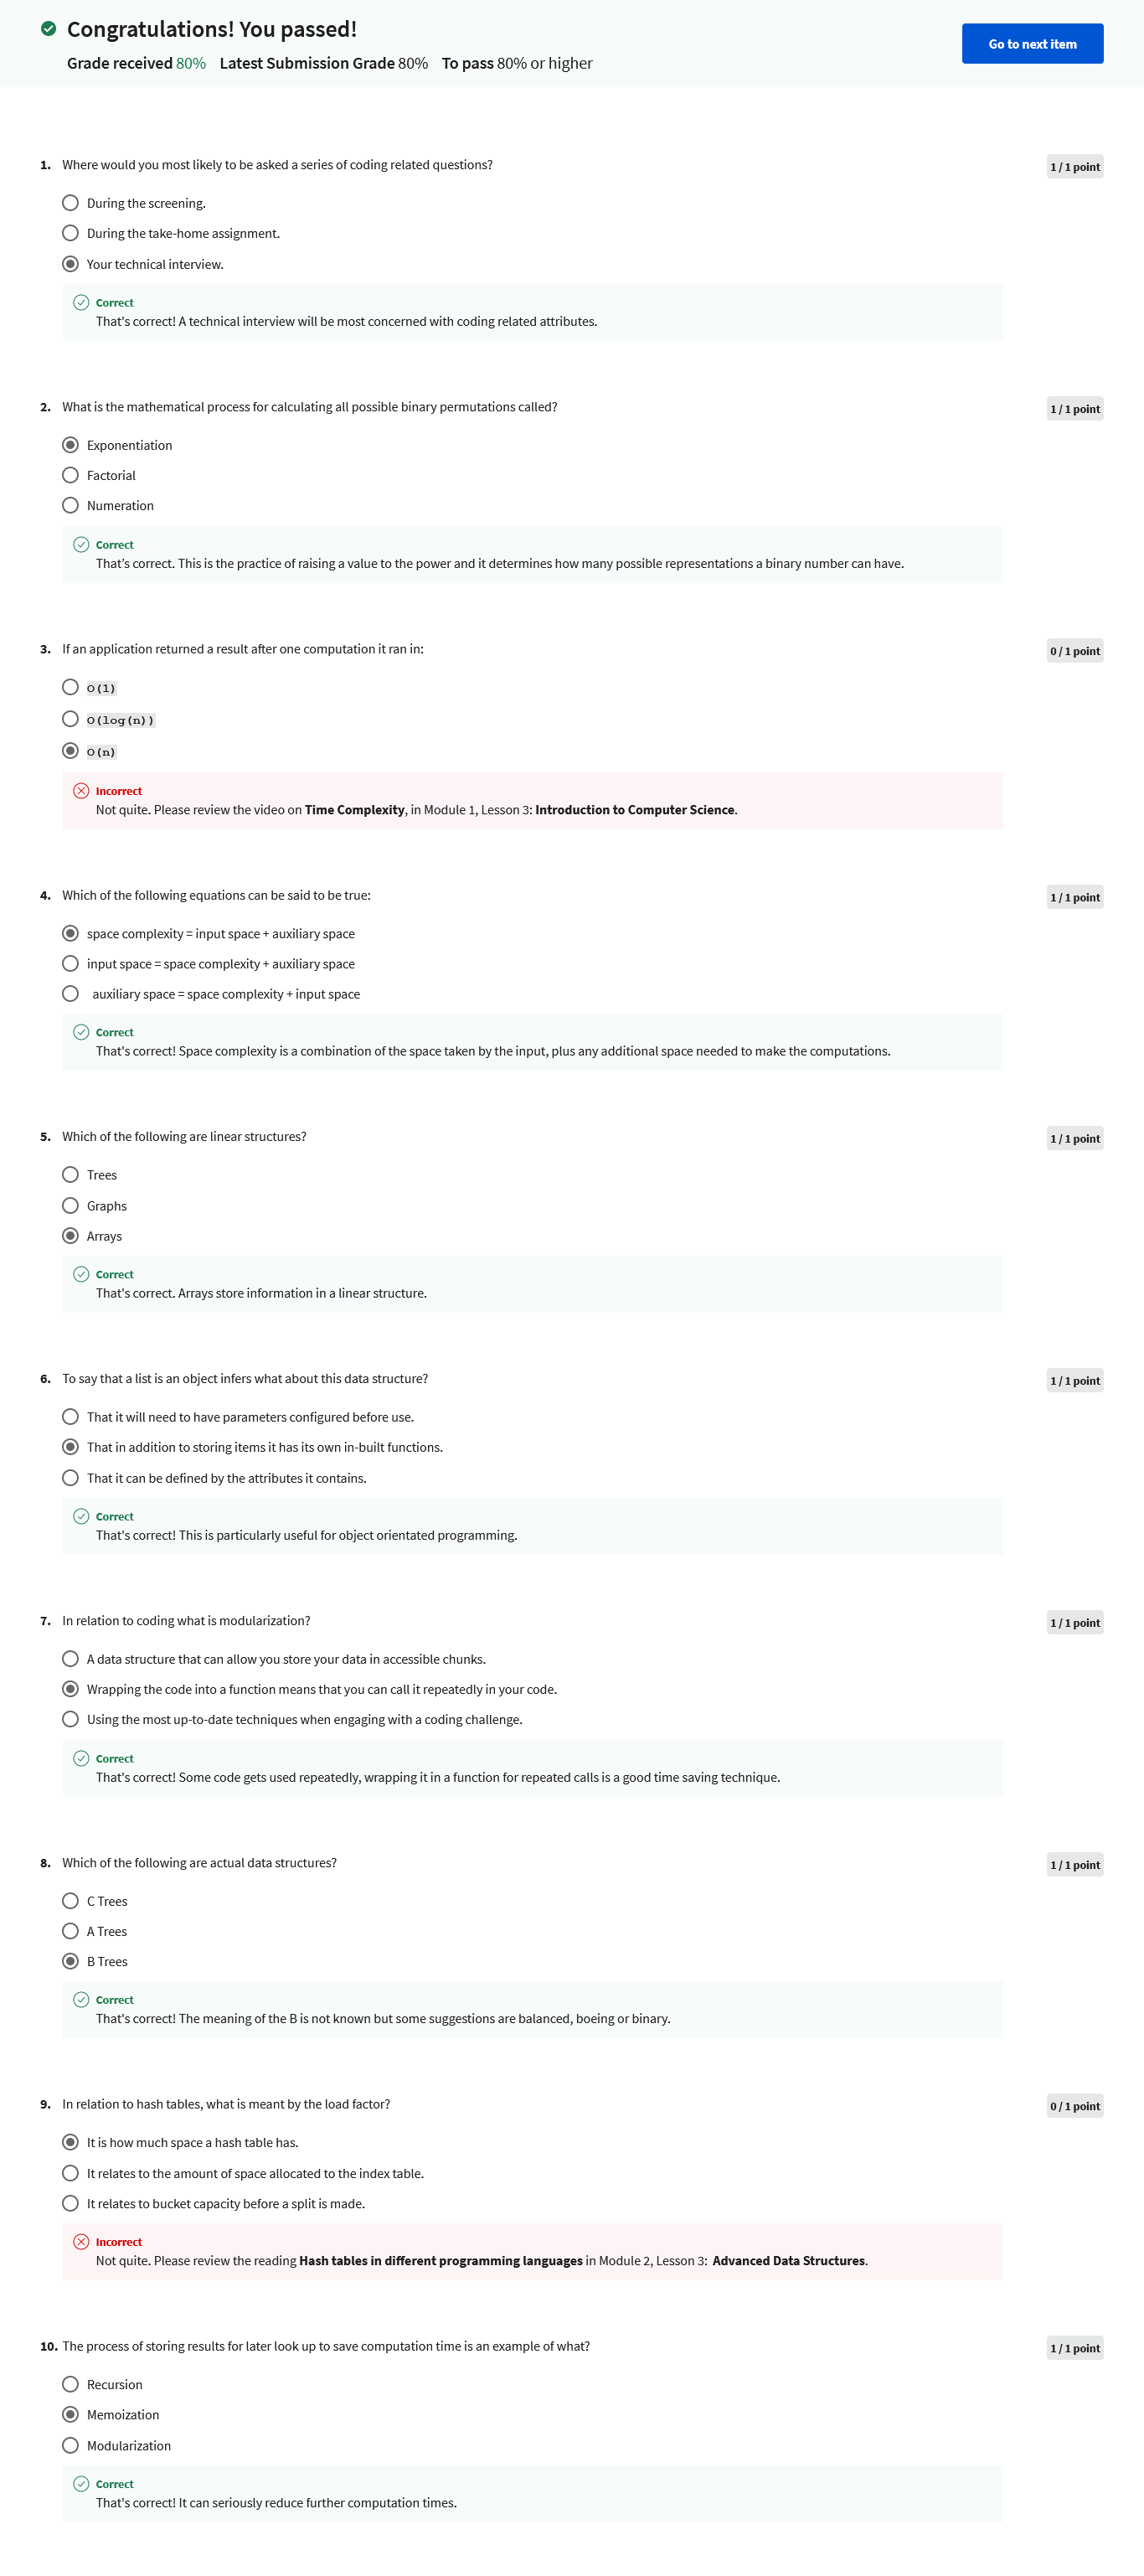 Congratulations! You passed!
Grade received 80% Latest Submission Grade 80% To pass 80% or higher
Go to next item
1. Where would you most likely to be asked a series of coding related questions?
1 / 1 point
During the screening.
During the take-home assignment.
Your technical interview.
Correct
That's correct! A technical interview will be most concerned with coding related attributes.
2. What is the mathematical process for calculating all possible binary permutations called?
1 / 1 point
Exponentiation
Factorial
Numeration
Correct
That’s correct. This is the practice of raising a value to the power and it determines how many possible representations a binary number can have.
3. If an application returned a result after one computation it ran in:
0 / 1 point
O(1)
O(log(n))
O(n)
Incorrect
Not quite. Please review the video on Time Complexity, in Module 1, Lesson 3: Introduction to Computer Science.
4. Which of the following equations can be said to be true:
1 / 1 point
space complexity = input space + auxiliary space
input space = space complexity + auxiliary space
auxiliary space = space complexity + input space
Correct
That's correct! Space complexity is a combination of the space taken by the input, plus any additional space needed to make the computations.
5. Which of the following are linear structures?
1 / 1 point
Trees
Graphs
Arrays
Correct
That's correct. Arrays store information in a linear structure.
6. To say that a list is an object infers what about this data structure?
1 / 1 point
That it will need to have parameters configured before use.
That in addition to storing items it has its own in-built functions.
That it can be defined by the attributes it contains.
Correct
That's correct! This is particularly useful for object orientated programming.
7. In relation to coding what is modularization?
1 / 1 point
A data structure that can allow you store your data in accessible chunks.
Wrapping the code into a function means that you can call it repeatedly in your code.
Using the most up-to-date techniques when engaging with a coding challenge.
Correct
That's correct! Some code gets used repeatedly, wrapping it in a function for repeated calls is a good time saving technique.
8. Which of the following are actual data structures?
1 / 1 point
C Trees
A Trees
B Trees
Correct
That's correct! The meaning of the B is not known but some suggestions are balanced, boeing or binary.
9. In relation to hash tables, what is meant by the load factor?
0 / 1 point
It is how much space a hash table has.
It relates to the amount of space allocated to the index table.
It relates to bucket capacity before a split is made.
Incorrect
Not quite. Please review the reading Hash tables in different programming languages in Module 2, Lesson 3: Advanced Data Structures.
10. The process of storing results for later look up to save computation time is an example of what?
1 / 1 point
Recursion
Memoization
Modularization
Correct
That's correct! It can seriously reduce further computation times.